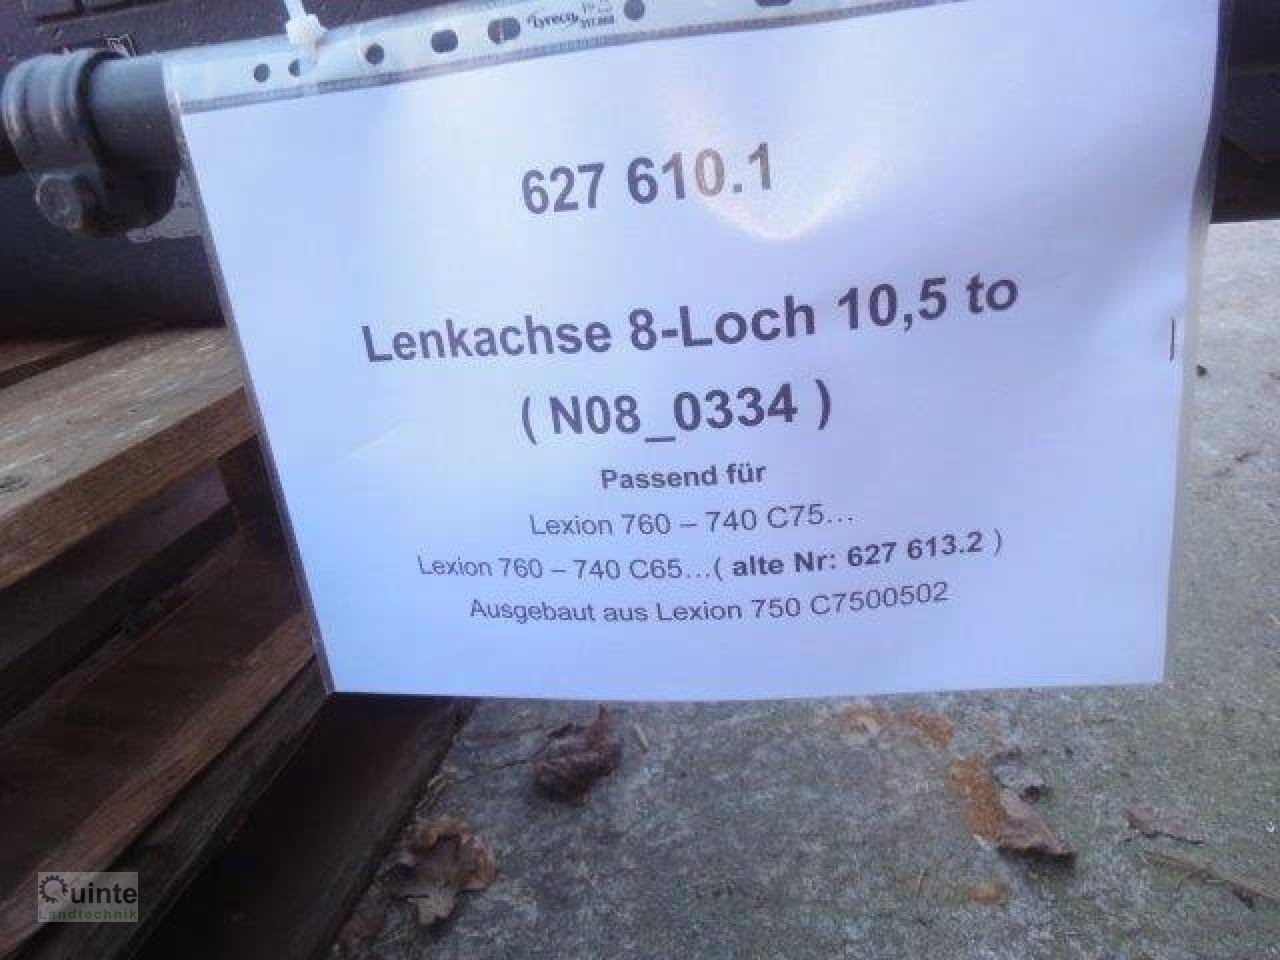 Lyreco
627 610.1
Lenkachse 8-Loch 10,5 to
( N08_0334 )
Passend für
Lexion 760 – 740 C75…
Lexion 760 – 740 C65…( alte Nr: 627 613.2 )
Ausgebaut aus Lexion 750 C7500502
Quinte
Landtechnik